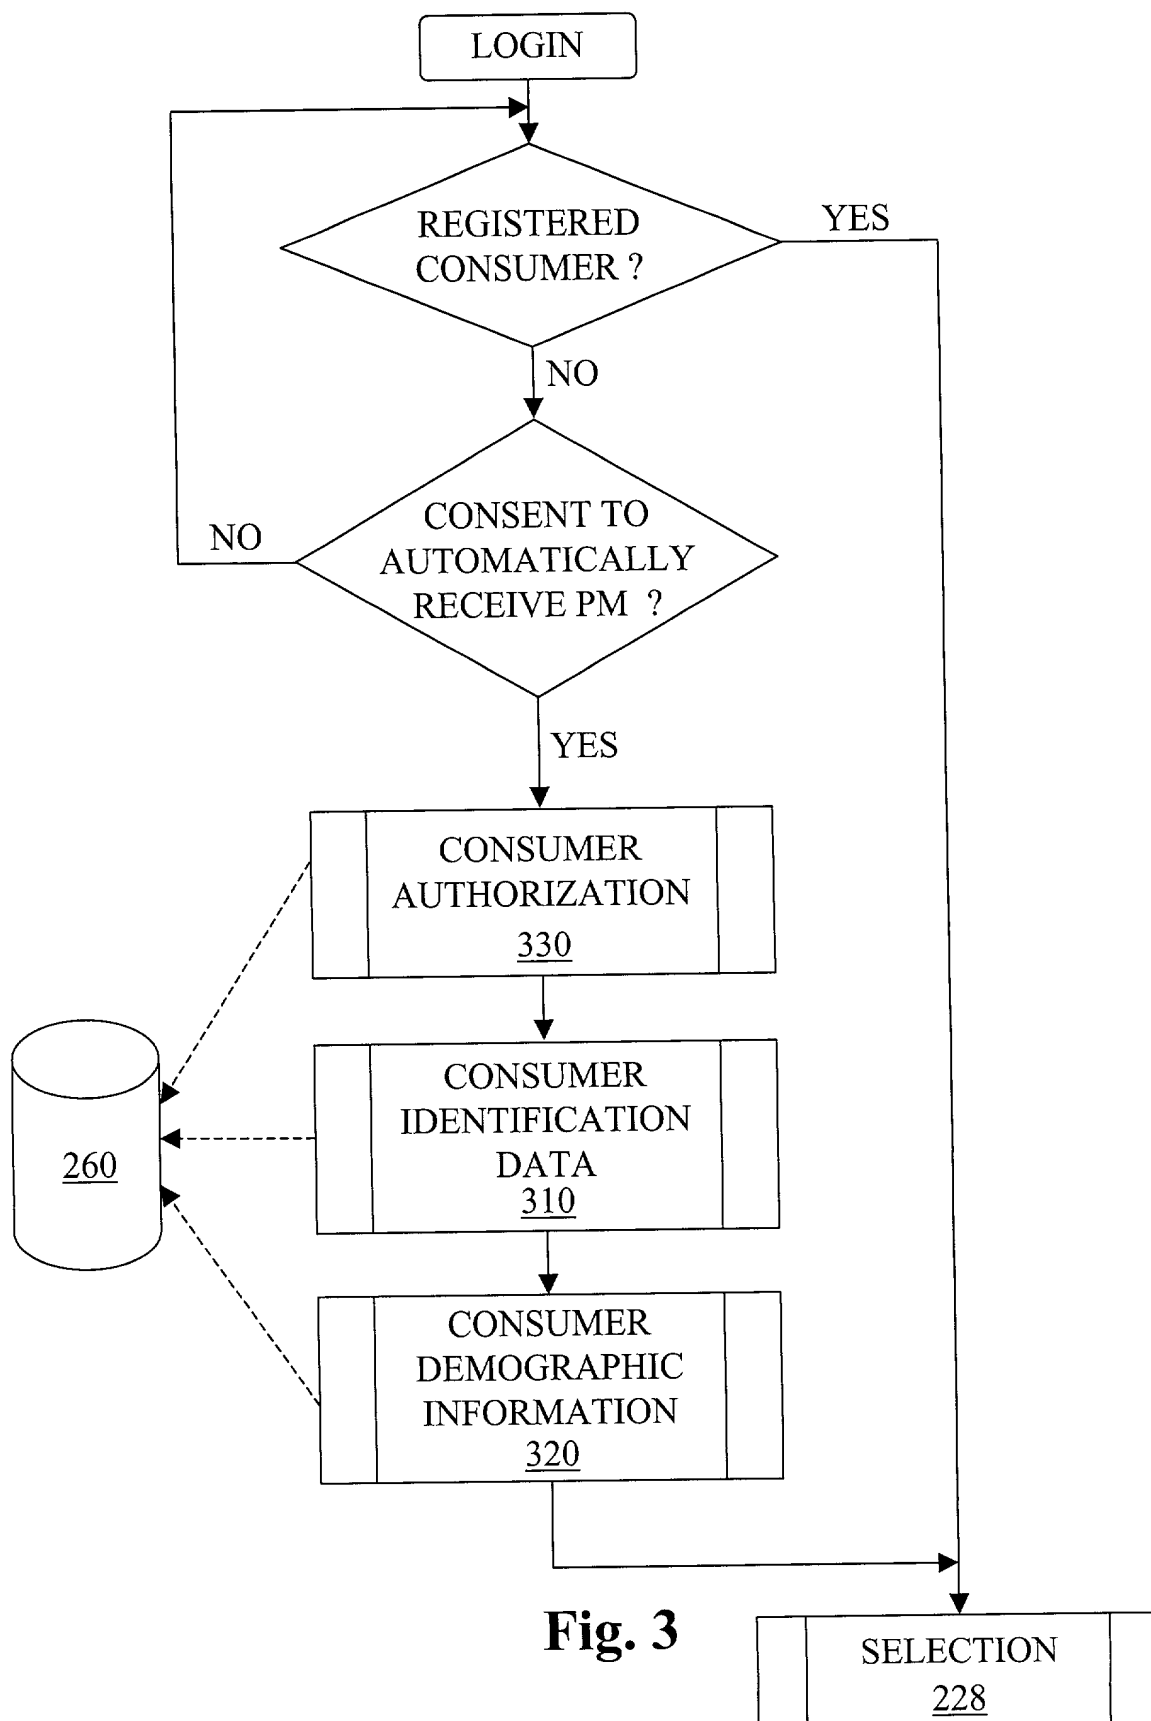 LOGIN
REGISTERED
CONSUMER ?
YES
NO
CONSENT TO
AUTOMATICALLY
RECEIVE PM ?
NO
YES
CONSUMER
AUTHORIZATION
330
CONSUMER
IDENTIFICATION
DATA
310
260
CONSUMER
DEMOGRAPHIC
INFORMATION
320
Fig. 3
SELECTION
228